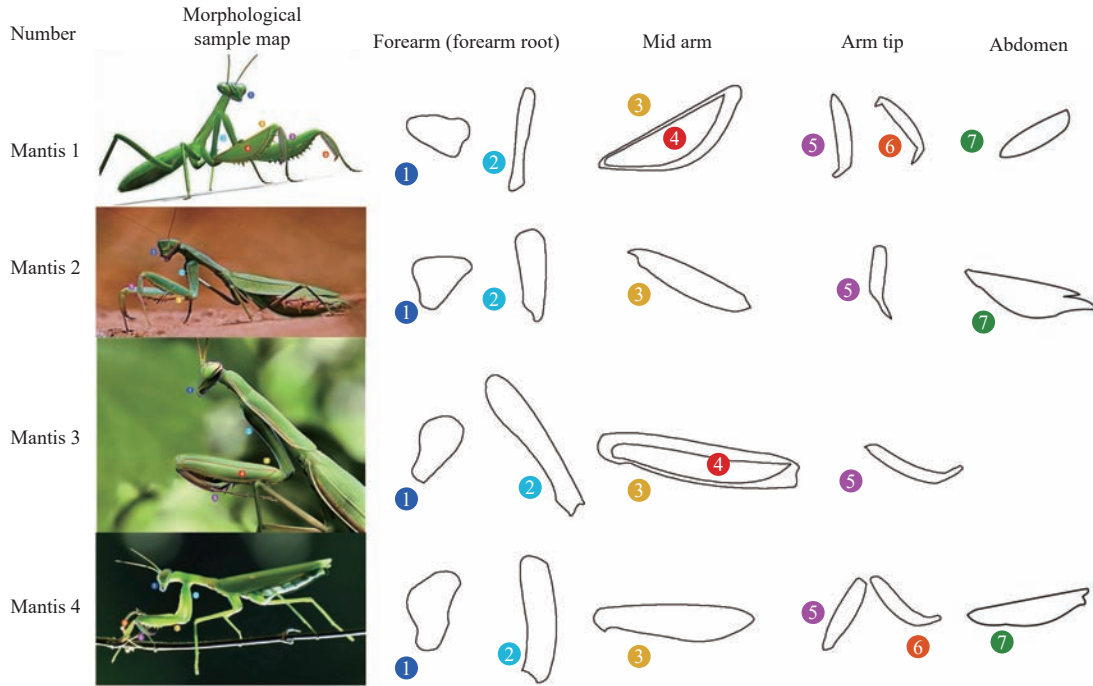 Number
Morphological
sample map
Forearm (forearm root)
Mid arm
Arm tip
Abdomen
Mantis 1
1
2
3
4
5
6
7
Mantis 2
1
2
3
5
7
Mantis 3
1
2
3
4
5
Mantis 4
1
2
3
5
6
7